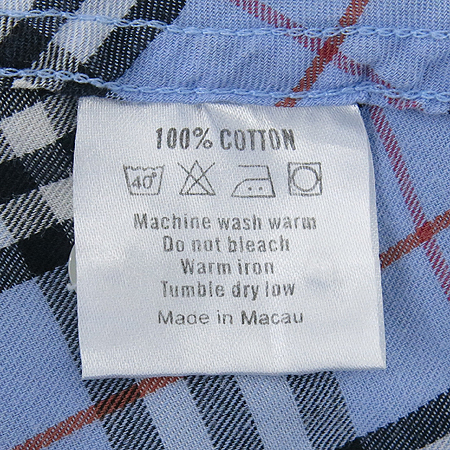 100% COTTON
40°
Machine wash warm
Do not bleach
Warm iron
Tumble dry low
Made in Macau